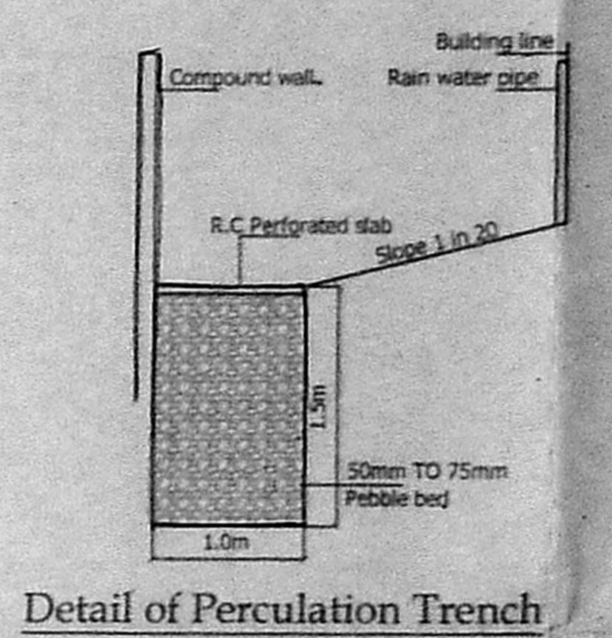 Building line
Compound wall.
Rain water pipe
R.C Perforated slab
Slope 1 in 20
1.5m
50mm TO 75mm
Pebble bed
1.0m
Detail of Perculation Trench